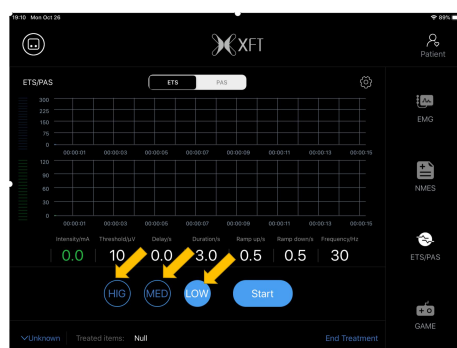 19:10 Mon Oct 26
89%
XFT
Patient
ETS/PAS
ETS
PAS
300
225
150
75
0
00:00:01 00:00:03 00:00:05 00:00:07 00:00:09 00:00:11 00:00:13 00:00:15
120
90
60
30
0
00:00:01 00:00:03 00:00:05 00:00:07 00:00:09 00:00:11 00:00:13 00:00:15
Intensity/mA Threshold/μV Delay/s Duration/s Ramp up/s Ramp down/s Frequency/Hz
0.0 10 0.0 3.0 0.5 0.5 30
HIG MED LOW Start
EMG
NMES
ETS/PAS
GAME
Unknown Treated items: Null End Treatment